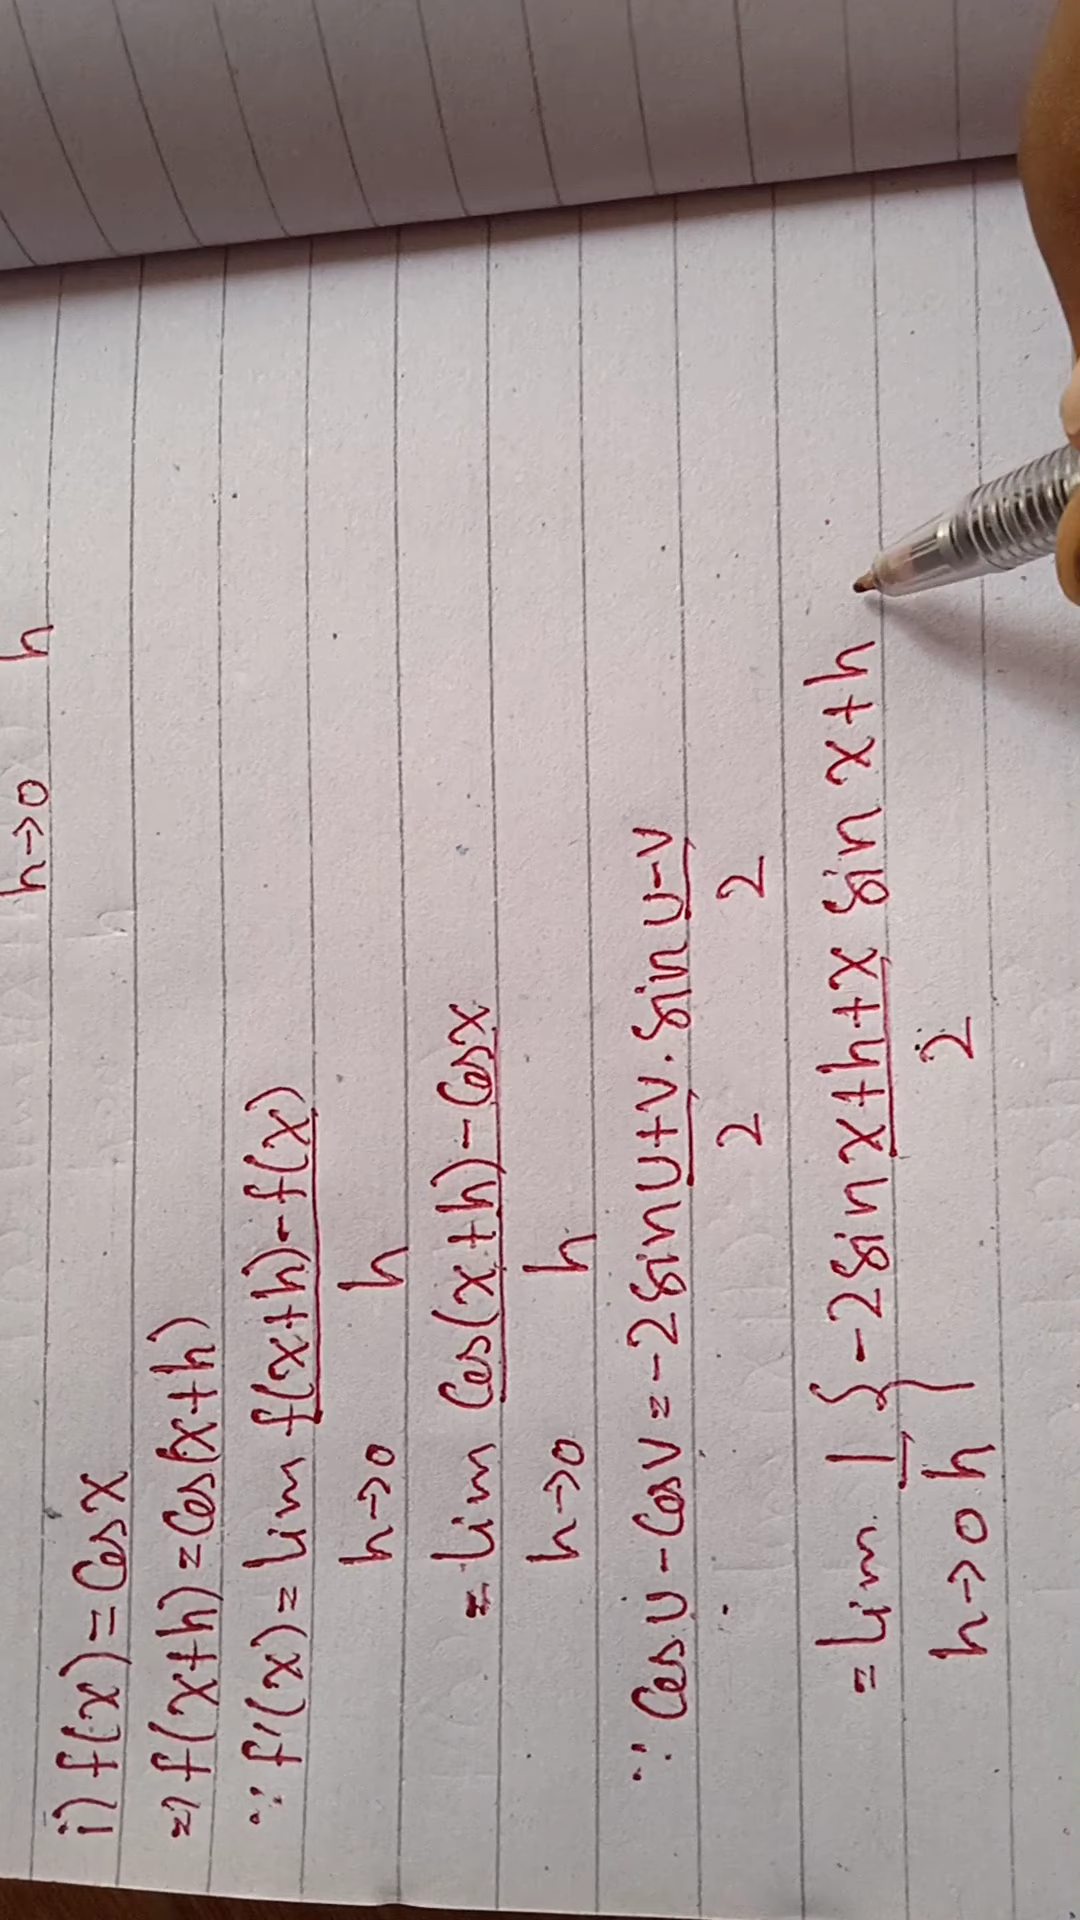 h→0 h
i) f(x) = Cos x
=) f(x+h) = Cos(x+h)
∵ f'(x) = lim f(x+h) - f(x)
h→0 h
= lim Cos(x+h) - Cos x
h→0 h
∵ Cos U - Cos V = -2 Sin U+V . Sin U-V
2 2
= lim 1 { -2 Sin x+h+x Sin x+h
h→0 h 2